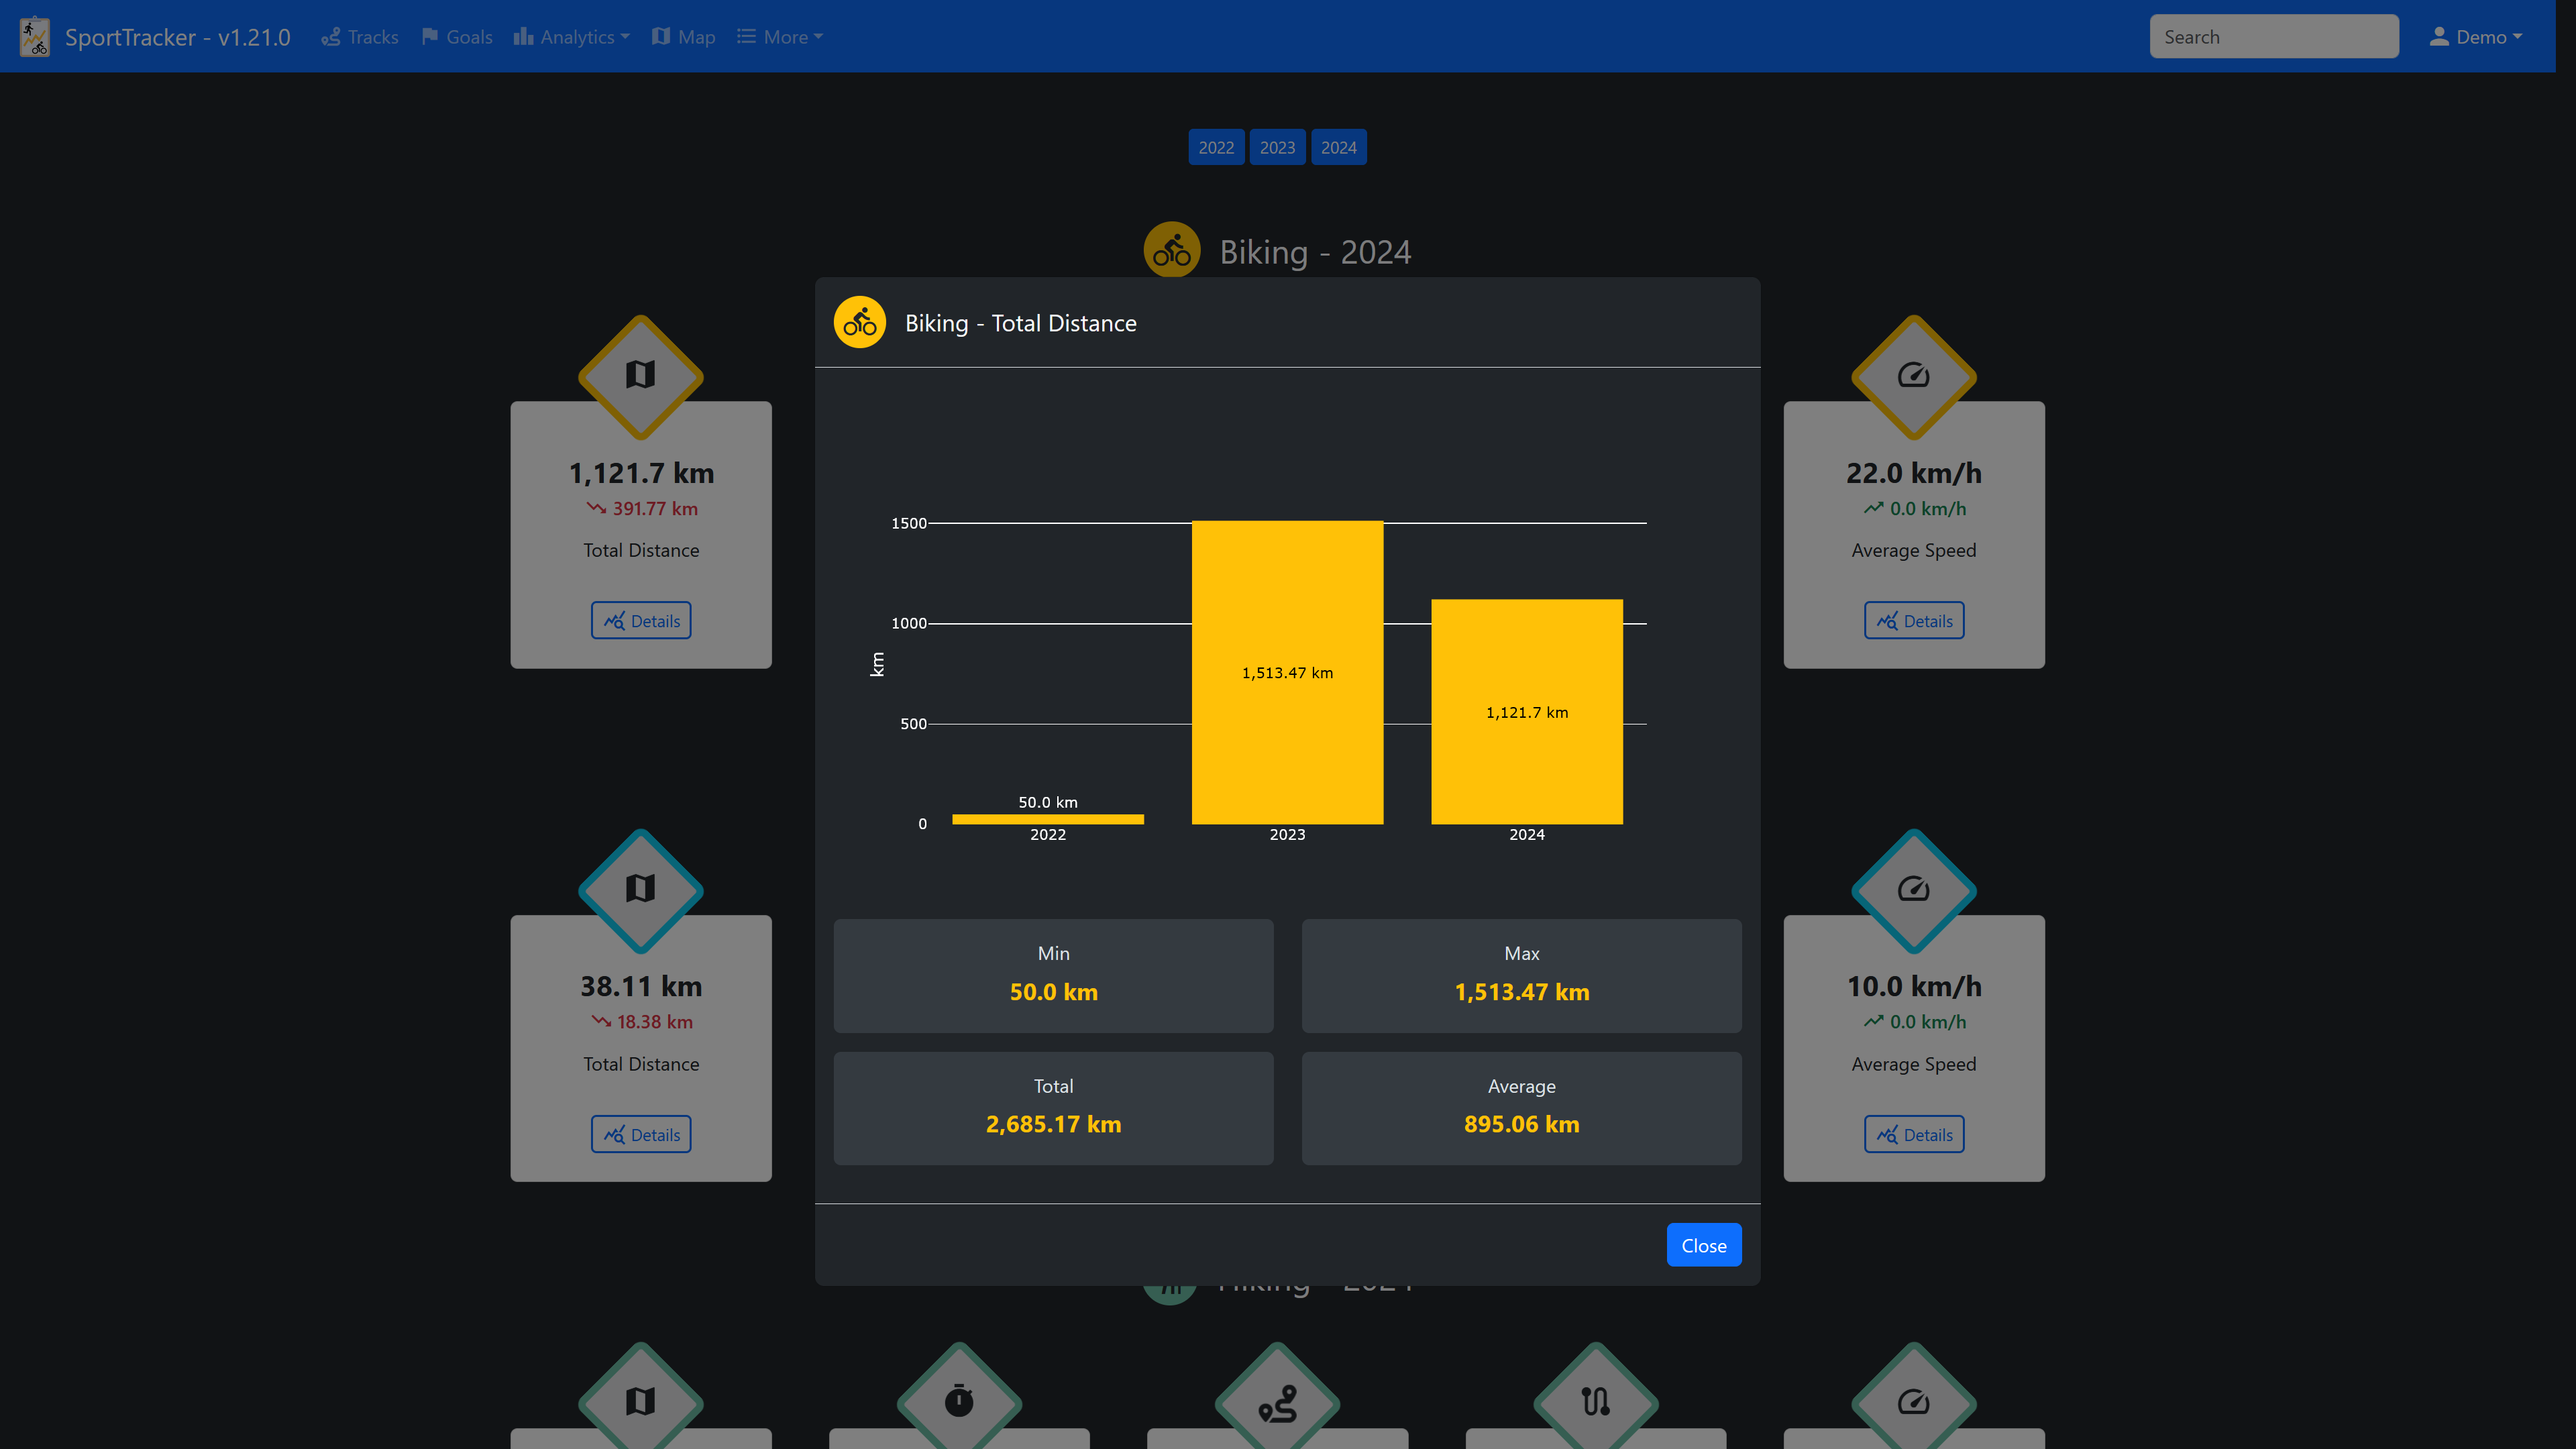 SportTracker - v1.21.0
Tracks
Goals
Analytics
Map
More
Search
Demo
2022
2023
2024
Biking - 2024
Biking - Total Distance
1,121.7 km
391.77 km
Total Distance
Details
22.0 km/h
0.0 km/h
Average Speed
Details
1500
1000
500
0
km
50.0 km
1,513.47 km
1,121.7 km
2022
2023
2024
38.11 km
18.38 km
Total Distance
Details
10.0 km/h
0.0 km/h
Average Speed
Details
Min
50.0 km
Max
1,513.47 km
Total
2,685.17 km
Average
895.06 km
Close
Hiking - 2024